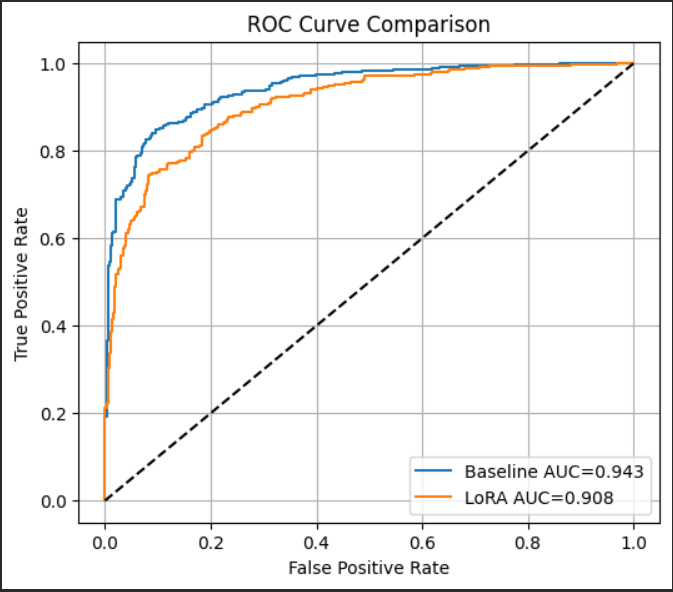 ROC Curve Comparison
True Positive Rate
1.0
0.8
0.6
0.4
0.2
0.0
Baseline AUC=0.943
LoRA AUC=0.908
0.0 0.2 0.4 0.6 0.8 1.0
False Positive Rate